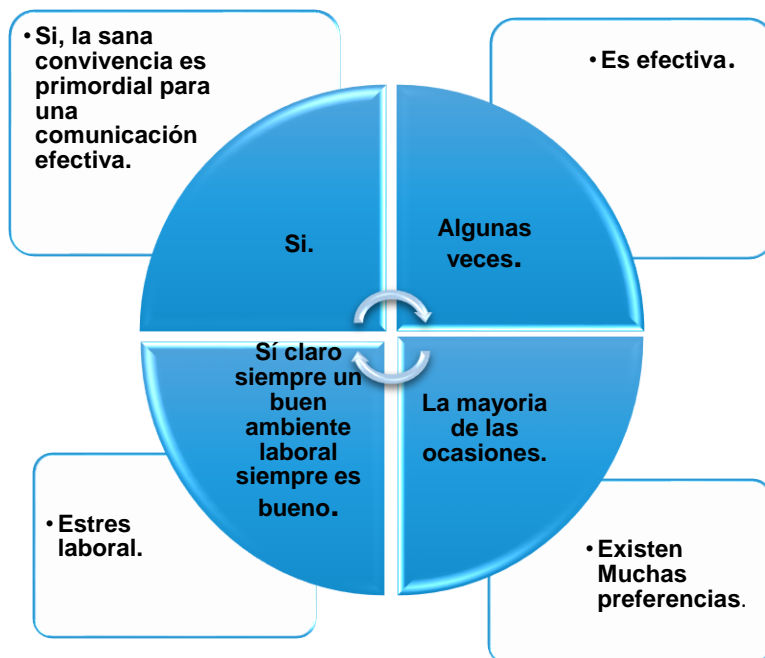 • Si, la sana
convivencia es
primordial para
una
comunicación
efectiva.
• Es efectiva.
Si.
Algunas
veces.
Sí claro
siempre un
buen
ambiente
laboral
siempre es
bueno.
La mayoria
de las
ocasiones.
• Estres
laboral.
• Existen
Muchas
preferencias.